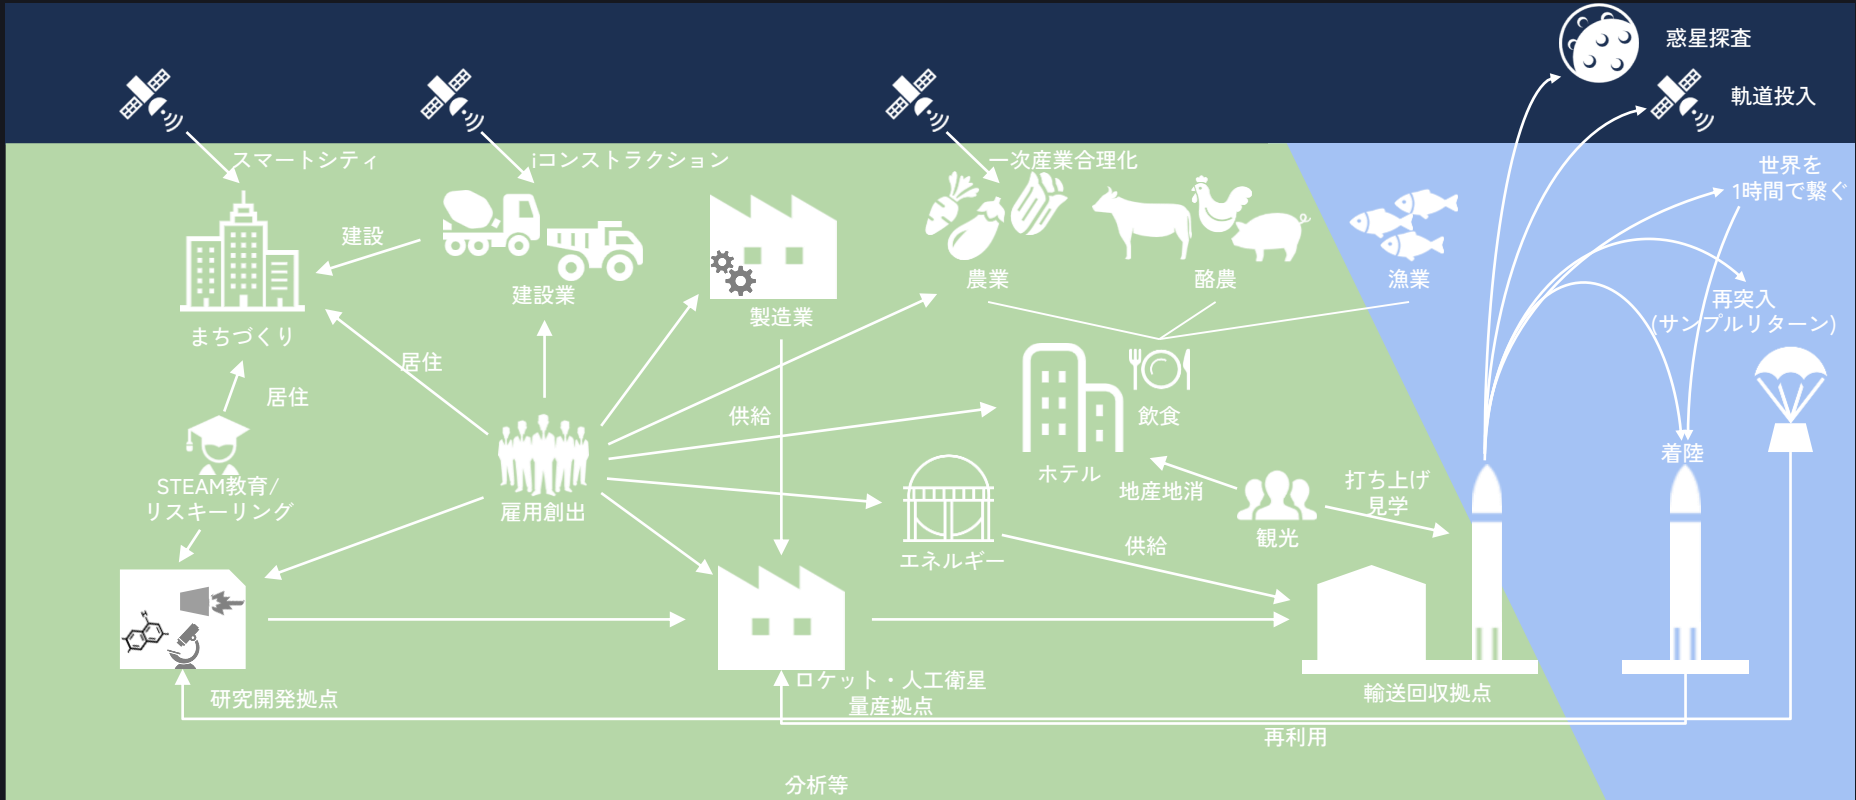 惑星探査
軌道投入
スマートシティ
iコンストラクション
一次産業合理化
世界を
1時間で繋ぐ
建設
建設業
製造業
農業
酪農
漁業
再突入
(サンプルリターン)
まちづくり
居住
居住
供給
飲食
ホテル
地産地消
打ち上げ
見学
着陸
STEAM教育/
リスキーリング
雇用創出
観光
エネルギー
供給
研究開発拠点
ロケット・人工衛星
量産拠点
輸送回収拠点
再利用
分析等